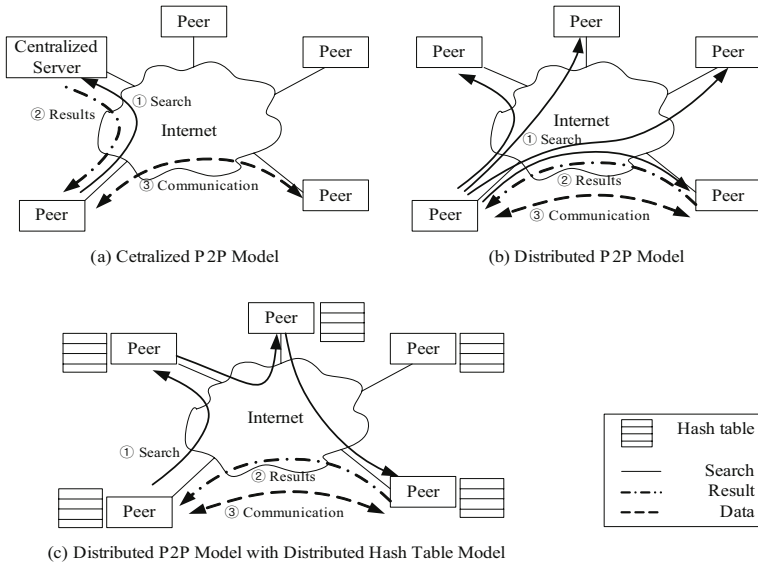 Peer
Centralized
Server
Peer
① Search
② Results
Internet
③ Communication
Peer
Peer
(a) Cetralized P2P Model
Peer
Peer
Peer
Internet
① Search
② Results
Peer
Peer
③ Communication
(b) Distributed P2P Model
Peer
Peer
Peer
Internet
① Search
② Results
Peer
Peer
③ Communication
(c) Distributed P2P Model with Distributed Hash Table Model
Hash table
Search
Result
Data